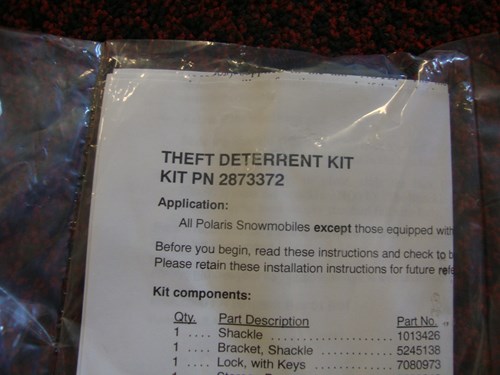 THEFT DETERRENT KIT
KIT PN 2873372
Application:
All Polaris Snowmobiles except those equipped with
Before you begin, read these instructions and check to b
Please retain these installation instructions for future refe
Kit components:
Qty. Part Description Part No.
1 .... Shackle ...................... 1013426
1 .... Bracket, Shackle ............... 5245138
1 .... Lock, with Keys ................ 7080973